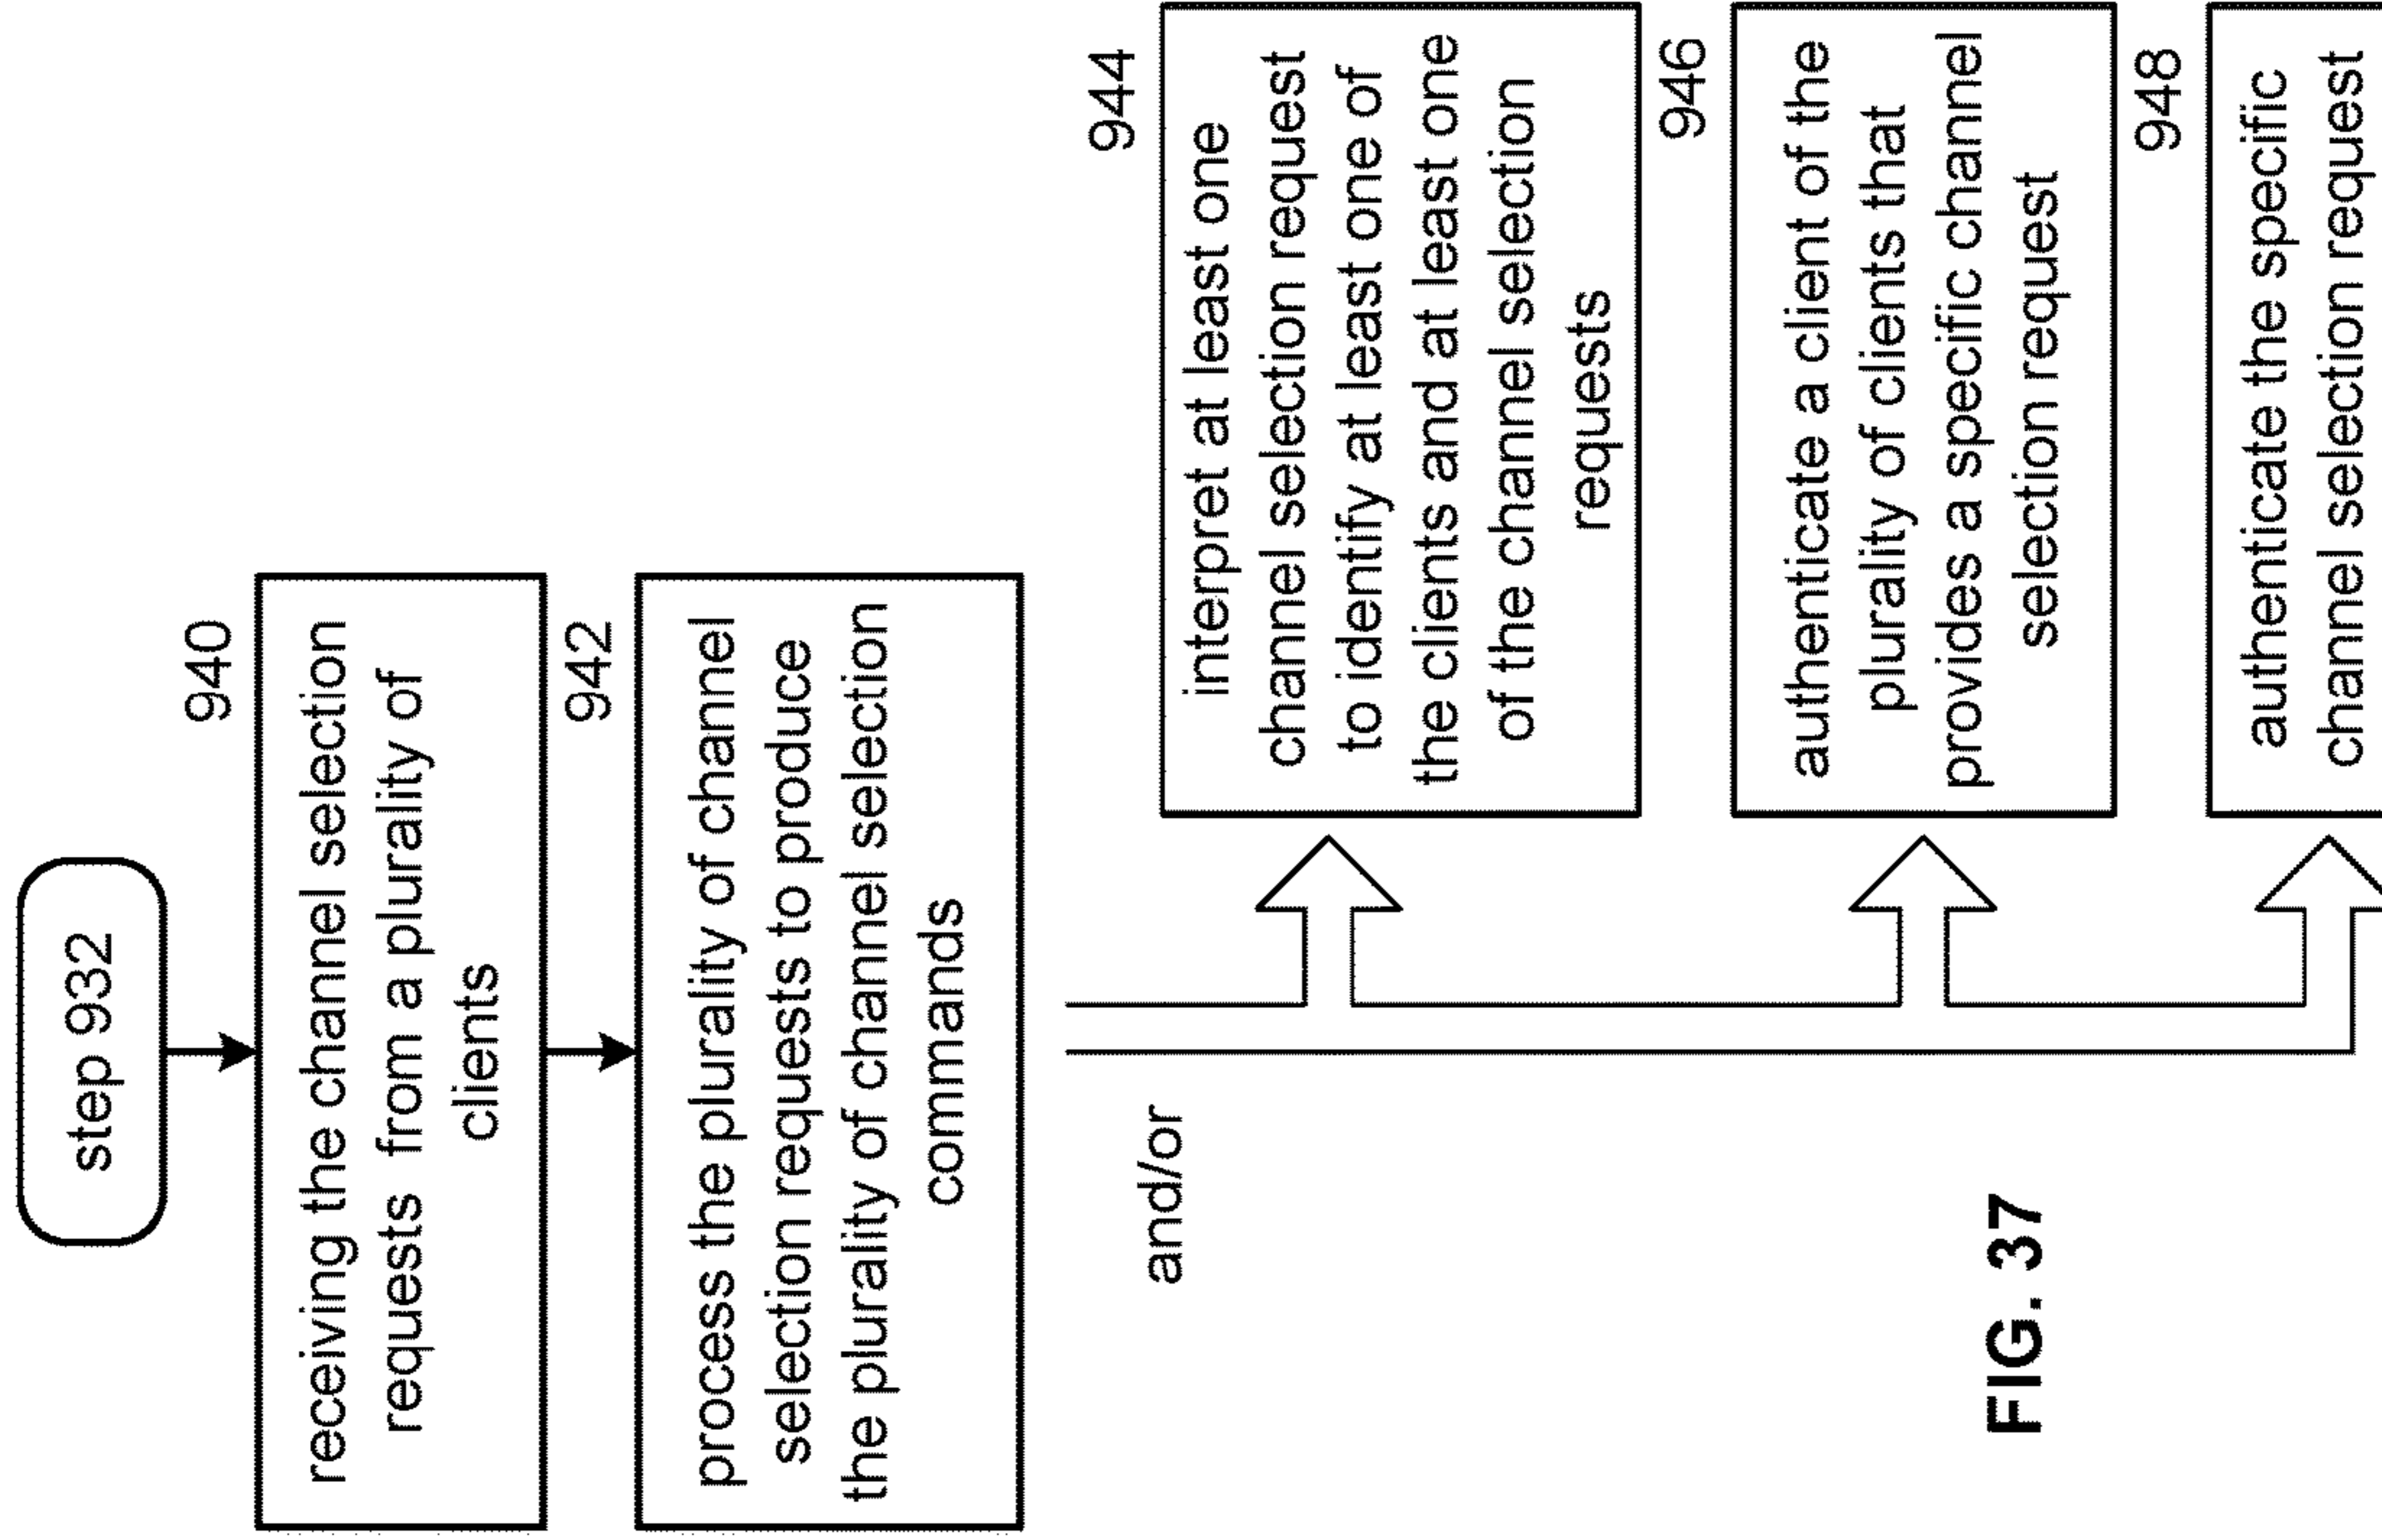 step 932
940
receiving the channel selection
requests from a plurality of
clients
942
process the plurality of channel
selection requests to produce
the plurality of channel selection
commands
and/or
944
interpret at least one
channel selection request
to identify at least one of
the clients and at least one
of the channel selection
requests
946
authenticate a client of the
plurality of clients that
provides a specific channel
selection request
948
authenticate the specific
channel selection request
FIG. 37